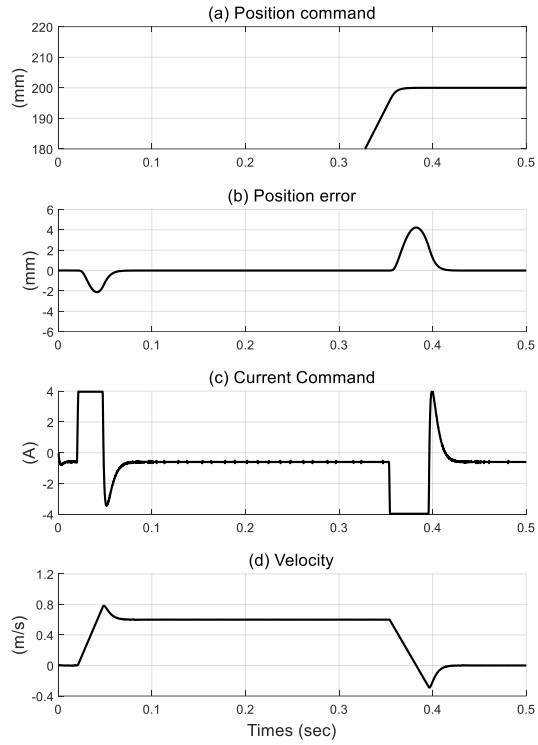 (a) Position command
220
210
200
190
180
(mm)
0 0.1 0.2 0.3 0.4 0.5
(b) Position error
6
4
2
0
-2
-4
-6
(mm)
0 0.1 0.2 0.3 0.4 0.5
(c) Current Command
4
2
0
-2
-4
(A)
0 0.1 0.2 0.3 0.4 0.5
(d) Velocity
1.2
0.8
0.4
0
-0.4
(m/s)
0 0.1 0.2 0.3 0.4 0.5
Times (sec)